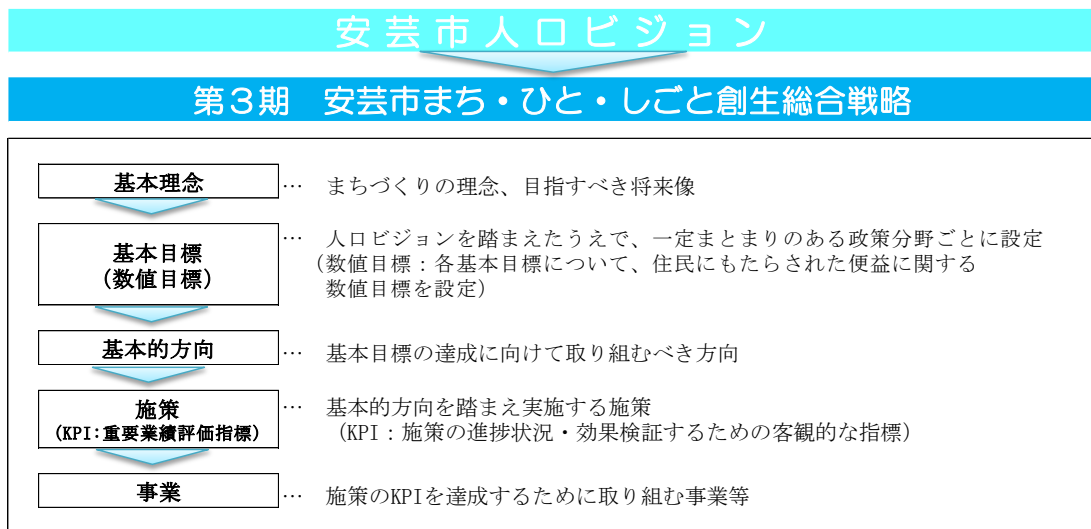 安芸市人口ビジョン
第３期　安芸市まち・ひと・しごと創生総合戦略
基本理念
… まちづくりの理念、目指すべき将来像
基本目標
(数値目標)
… 人口ビジョンを踏まえたうえで、一定まとまりのある政策分野ごとに設定
（数値目標：各基本目標について、住民にもたらされた便益に関する
数値目標を設定）
基本的方向
… 基本目標の達成に向けて取り組むべき方向
施策
(KPI:重要業績評価指標)
… 基本的方向を踏まえ実施する施策
（KPI：施策の進捗状況・効果検証するための客観的な指標）
事業
… 施策のKPIを達成するために取り組む事業等